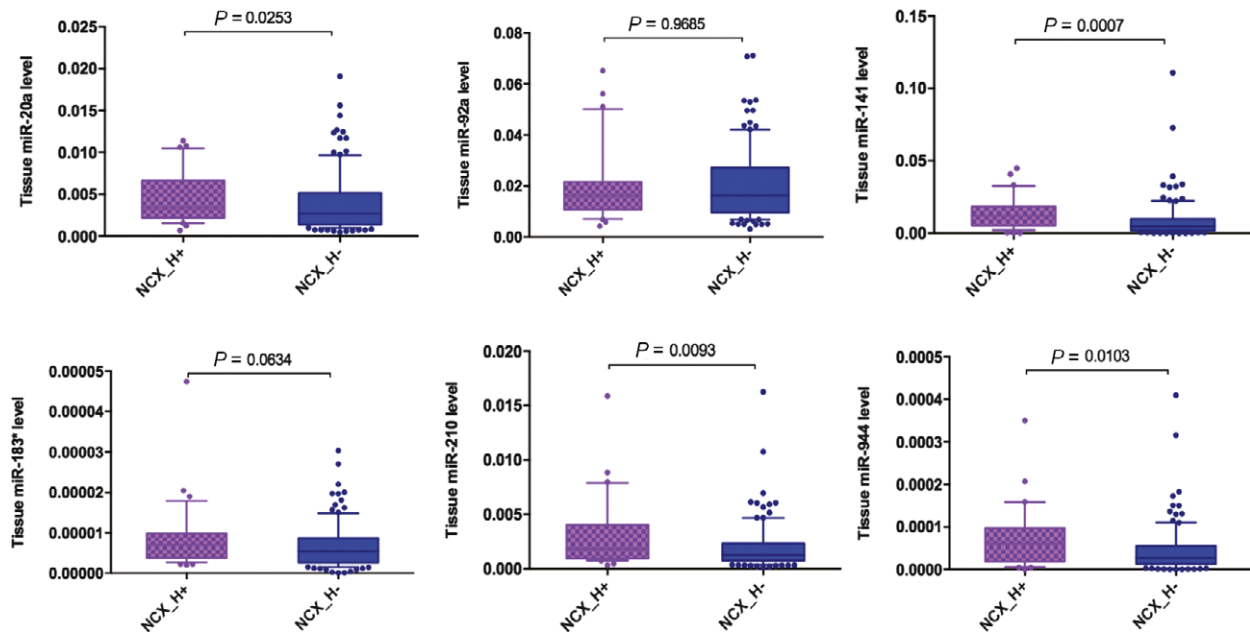 P = 0.0253
Tissue miR-20a level
0.025
0.020
0.015
0.010
0.005
0.000
NCX_H+
NCX_H-
P = 0.9685
Tissue miR-92a level
0.08
0.06
0.04
0.02
0.00
NCX_H+
NCX_H-
P = 0.0007
Tissue miR-141 level
0.15
0.10
0.05
0.00
NCX_H+
NCX_H-
P = 0.0634
Tissue miR-183* level
0.00005
0.00004
0.00003
0.00002
0.00001
0.00000
NCX_H+
NCX_H-
P = 0.0093
Tissue miR-210 level
0.020
0.015
0.010
0.005
0.000
NCX_H+
NCX_H-
P = 0.0103
Tissue miR-944 level
0.0005
0.0004
0.0003
0.0002
0.0001
0.0000
NCX_H+
NCX_H-